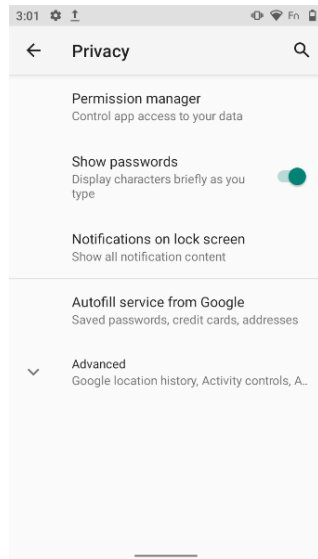 3:01 Fn
Privacy
Permission manager
Control app access to your data
Show passwords
Display characters briefly as you
type
Notifications on lock screen
Show all notification content
Autofill service from Google
Saved passwords, credit cards, addresses
Advanced
Google location history, Activity controls, A..